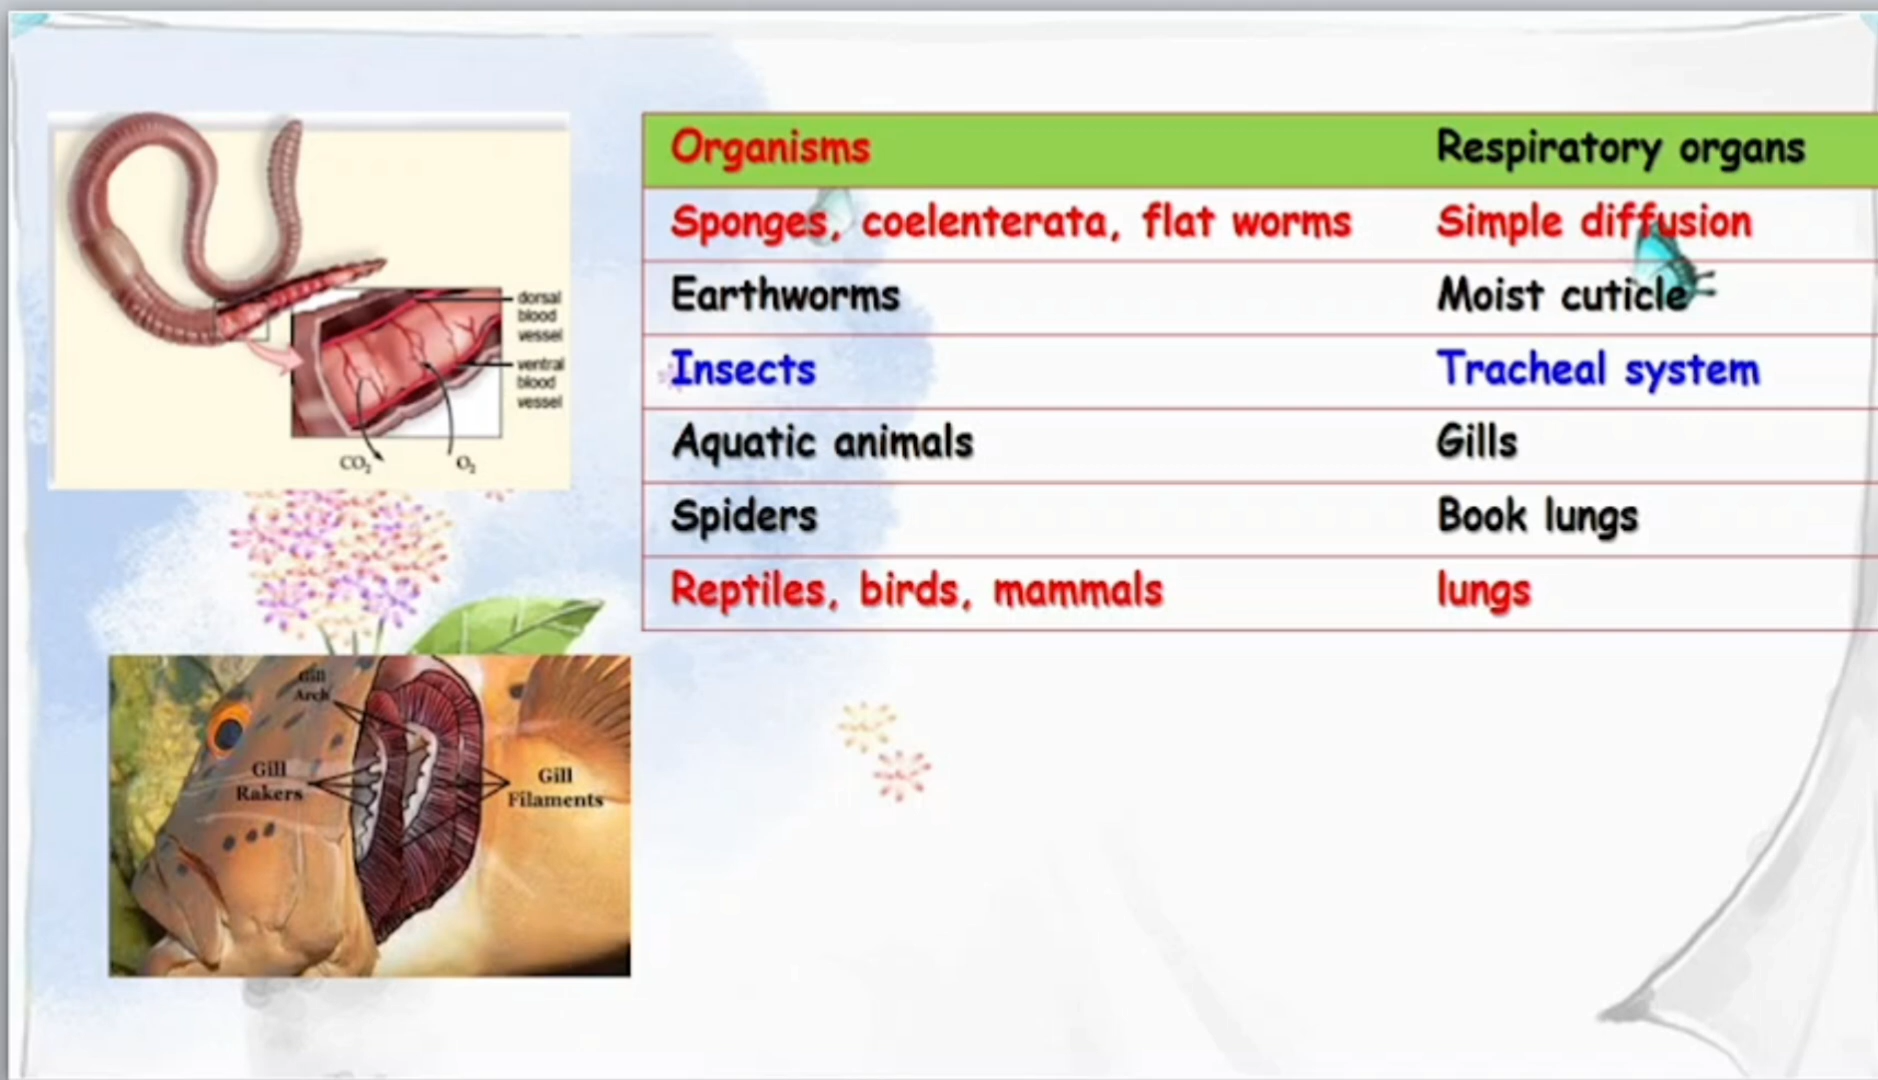 Organisms Respiratory organs
Sponges, coelenterata, flat worms Simple diffusion
Earthworms Moist cuticle
Insects Tracheal system
Aquatic animals Gills
Spiders Book lungs
Reptiles, birds, mammals lungs
dorsal
blood
vessel
ventral
blood
vessel
CO₂ O₂
Gill
Arch
Gill
Rakers
Gill
Filaments